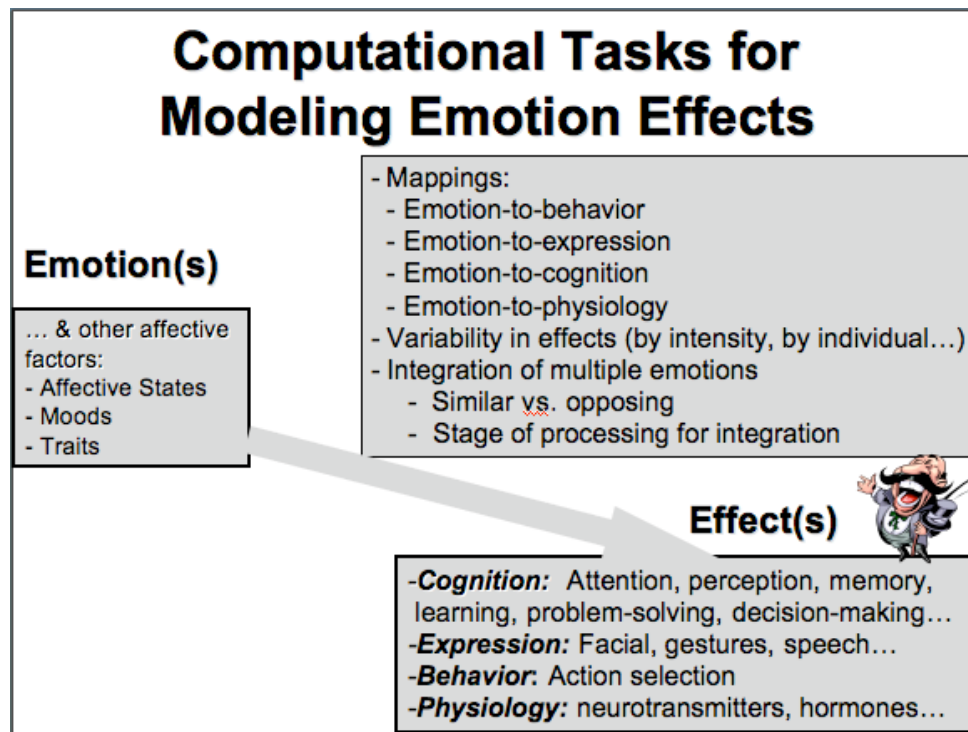 Computational Tasks for
Modeling Emotion Effects
- Mappings:
- Emotion-to-behavior
- Emotion-to-expression
- Emotion-to-cognition
- Emotion-to-physiology
- Variability in effects (by intensity, by individual…)
- Integration of multiple emotions
- Similar vs. opposing
- Stage of processing for integration
Emotion(s)
… & other affective
factors:
- Affective States
- Moods
- Traits
Effect(s)
-Cognition: Attention, perception, memory,
learning, problem-solving, decision-making…
-Expression: Facial, gestures, speech…
-Behavior: Action selection
-Physiology: neurotransmitters, hormones…